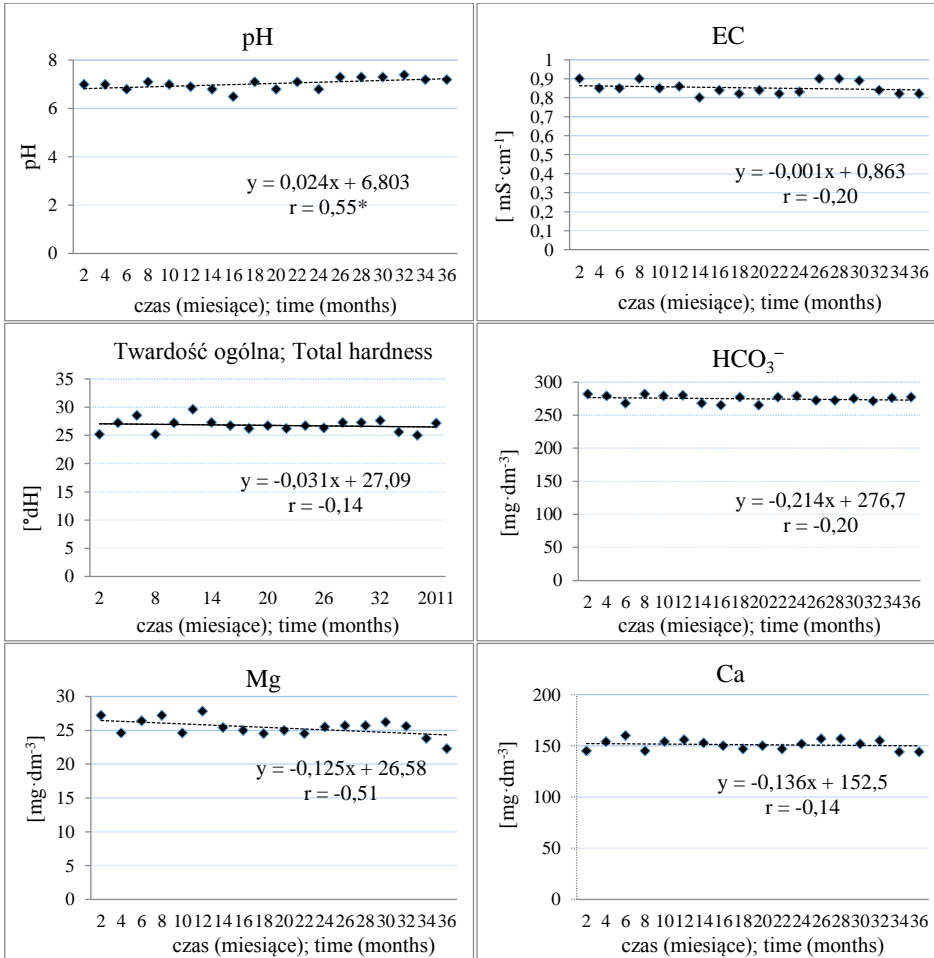 pH
8
6
4
2
0
pH
y = 0,024x + 6,803
r = 0,55*
2 4 6 8 10 12 14 16 18 20 22 24 26 28 30 32 34 36
czas (miesiące); time (months)
EC
1
0,9
0,8
0,7
0,6
0,5
0,4
0,3
0,2
0,1
0
[ mS·cm⁻¹]
y = -0,001x + 0,863
r = -0,20
2 4 6 8 10 12 14 16 18 20 22 24 26 28 30 32 34 36
czas (miesiące); time (months)
Twardość ogólna; Total hardness
35
30
25
20
15
10
5
0
[°dH]
y = -0,031x + 27,09
r = -0,14
2 8 14 20 26 32 2011
czas (miesiące); time (months)
HCO₃⁻
300
250
200
150
100
50
0
[mg·dm⁻³]
y = -0,214x + 276,7
r = -0,20
2 4 6 8 10 12 14 16 18 20 22 24 26 28 30 32 34 36
czas (miesiące); time (months)
Mg
30
25
20
15
10
5
0
[mg·dm⁻³]
y = -0,125x + 26,58
r = -0,51
2 4 6 8 10 12 14 16 18 20 22 24 26 28 30 32 34 36
czas (miesiące); time (months)
Ca
200
150
100
50
0
[mg·dm⁻³]
y = -0,136x + 152,5
r = -0,14
2 4 6 8 10 12 14 16 18 20 22 24 26 28 30 32 34 36
czas (miesiące); time (months)